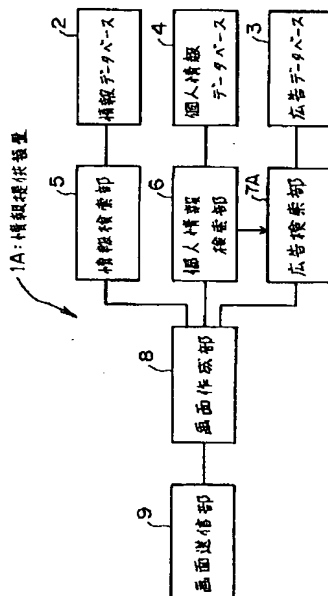 1A:情報提供装置
2
情報データベース
4
個人情報
データベース
3
広告データベース
5
情報検索部
6
個人情報
検索部
7A
広告検索部
8
画面作成部
9
画面送信部